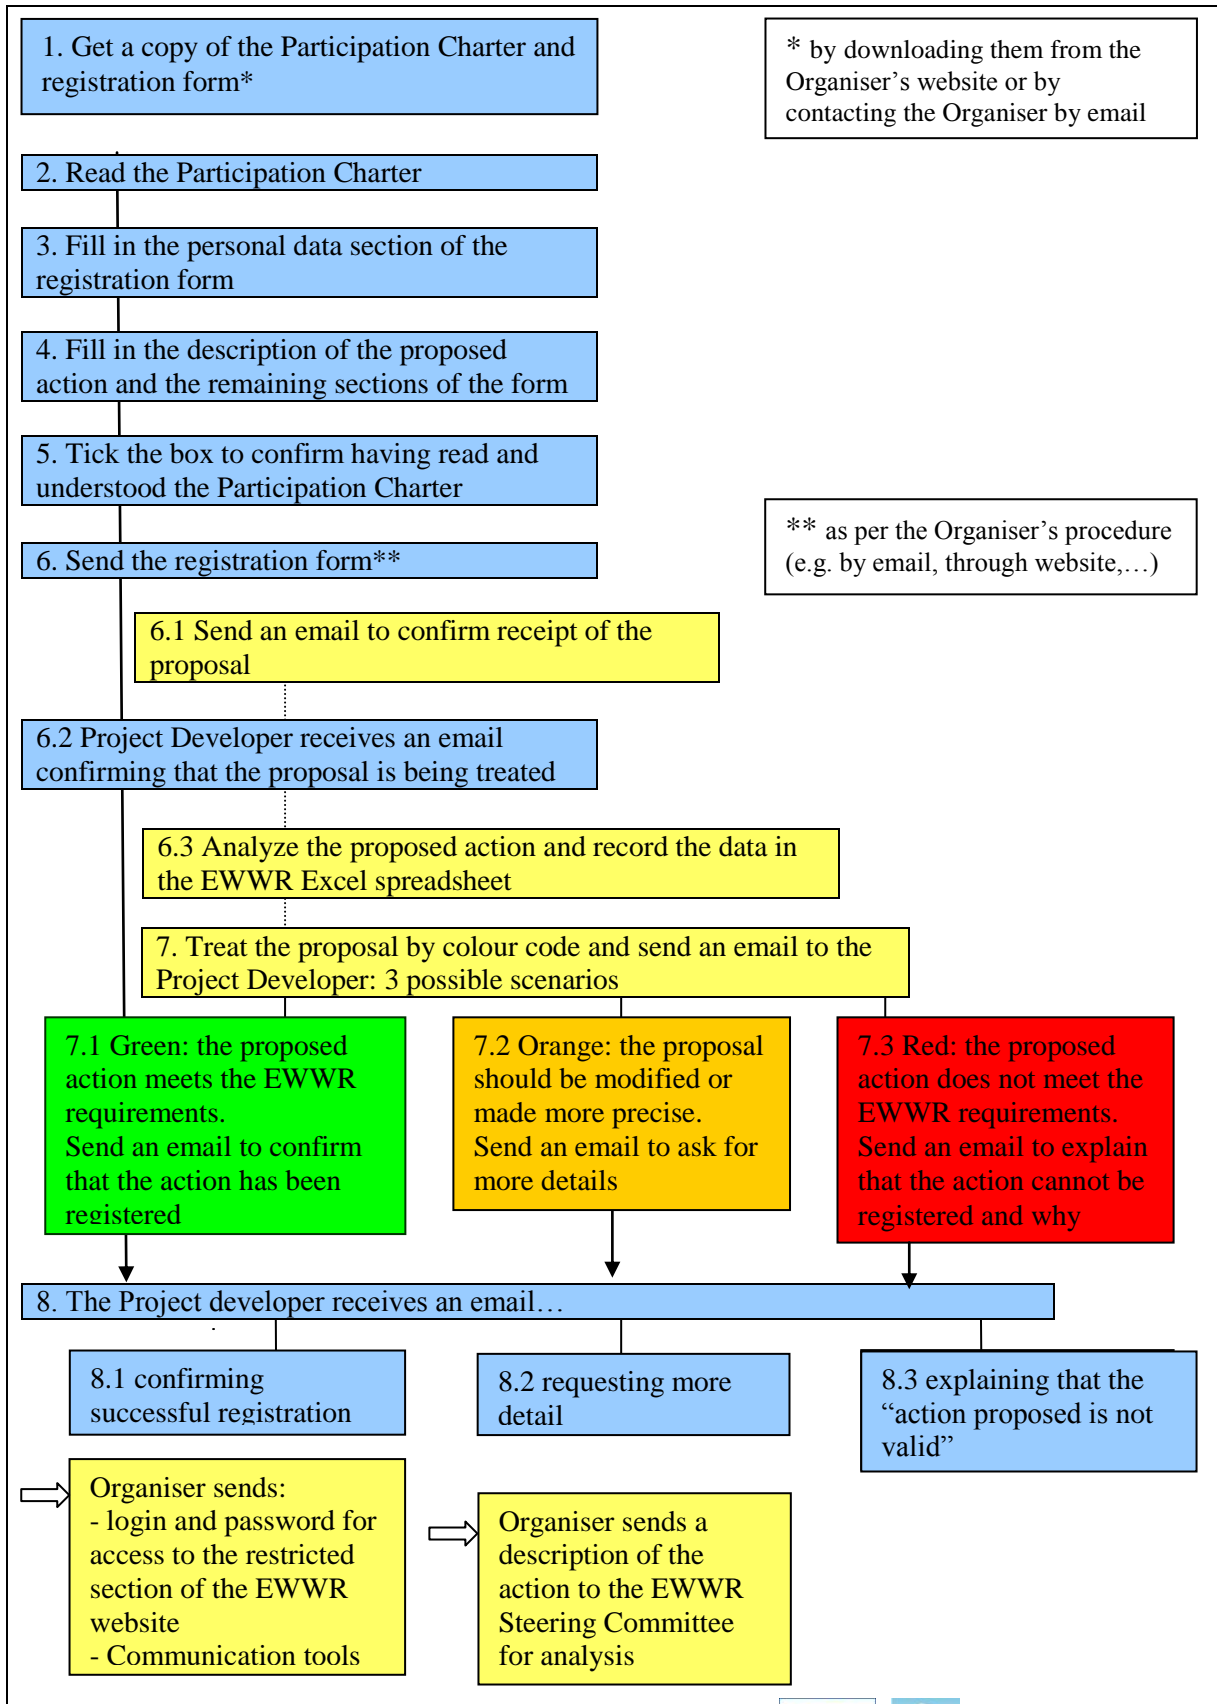 1. Get a copy of the Participation Charter and
registration form*
* by downloading them from the
Organiser’s website or by
contacting the Organiser by email
2. Read the Participation Charter
3. Fill in the personal data section of the
registration form
4. Fill in the description of the proposed
action and the remaining sections of the form
5. Tick the box to confirm having read and
understood the Participation Charter
** as per the Organiser’s procedure
(e.g. by email, through website,…)
6. Send the registration form**
6.1 Send an email to confirm receipt of the
proposal
6.2 Project Developer receives an email
confirming that the proposal is being treated
6.3 Analyze the proposed action and record the data in
the EWWR Excel spreadsheet
7. Treat the proposal by colour code and send an email to the
Project Developer: 3 possible scenarios
7.1 Green: the proposed
action meets the EWWR
requirements.
Send an email to confirm
that the action has been
registered
7.2 Orange: the proposal
should be modified or
made more precise.
Send an email to ask for
more details
7.3 Red: the proposed
action does not meet the
EWWR requirements.
Send an email to explain
that the action cannot be
registered and why
8. The Project developer receives an email…
8.1 confirming
successful registration
8.2 requesting more
detail
8.3 explaining that the
“action proposed is not
valid”
Organiser sends:
- login and password for
access to the restricted
section of the EWWR
website
- Communication tools
Organiser sends a
description of the
action to the EWWR
Steering Committee
for analysis